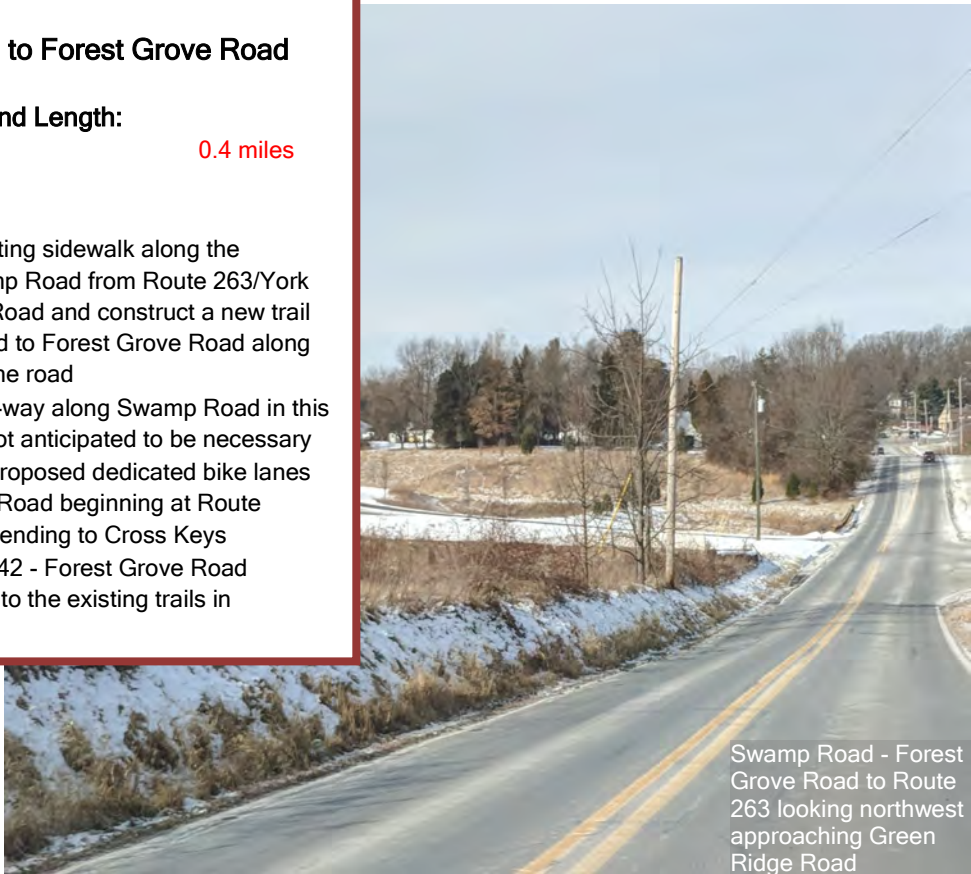 to Forest Grove Road
nd Length:
0.4 miles
ting sidewalk along the
mp Road from Route 263/York
Road and construct a new trail
d to Forest Grove Road along
he road
-way along Swamp Road in this
ot anticipated to be necessary
roposed dedicated bike lanes
Road beginning at Route
ending to Cross Keys
42 - Forest Grove Road
to the existing trails in
Swamp Road - Forest
Grove Road to Route
263 looking northwest
approaching Green
Ridge Road